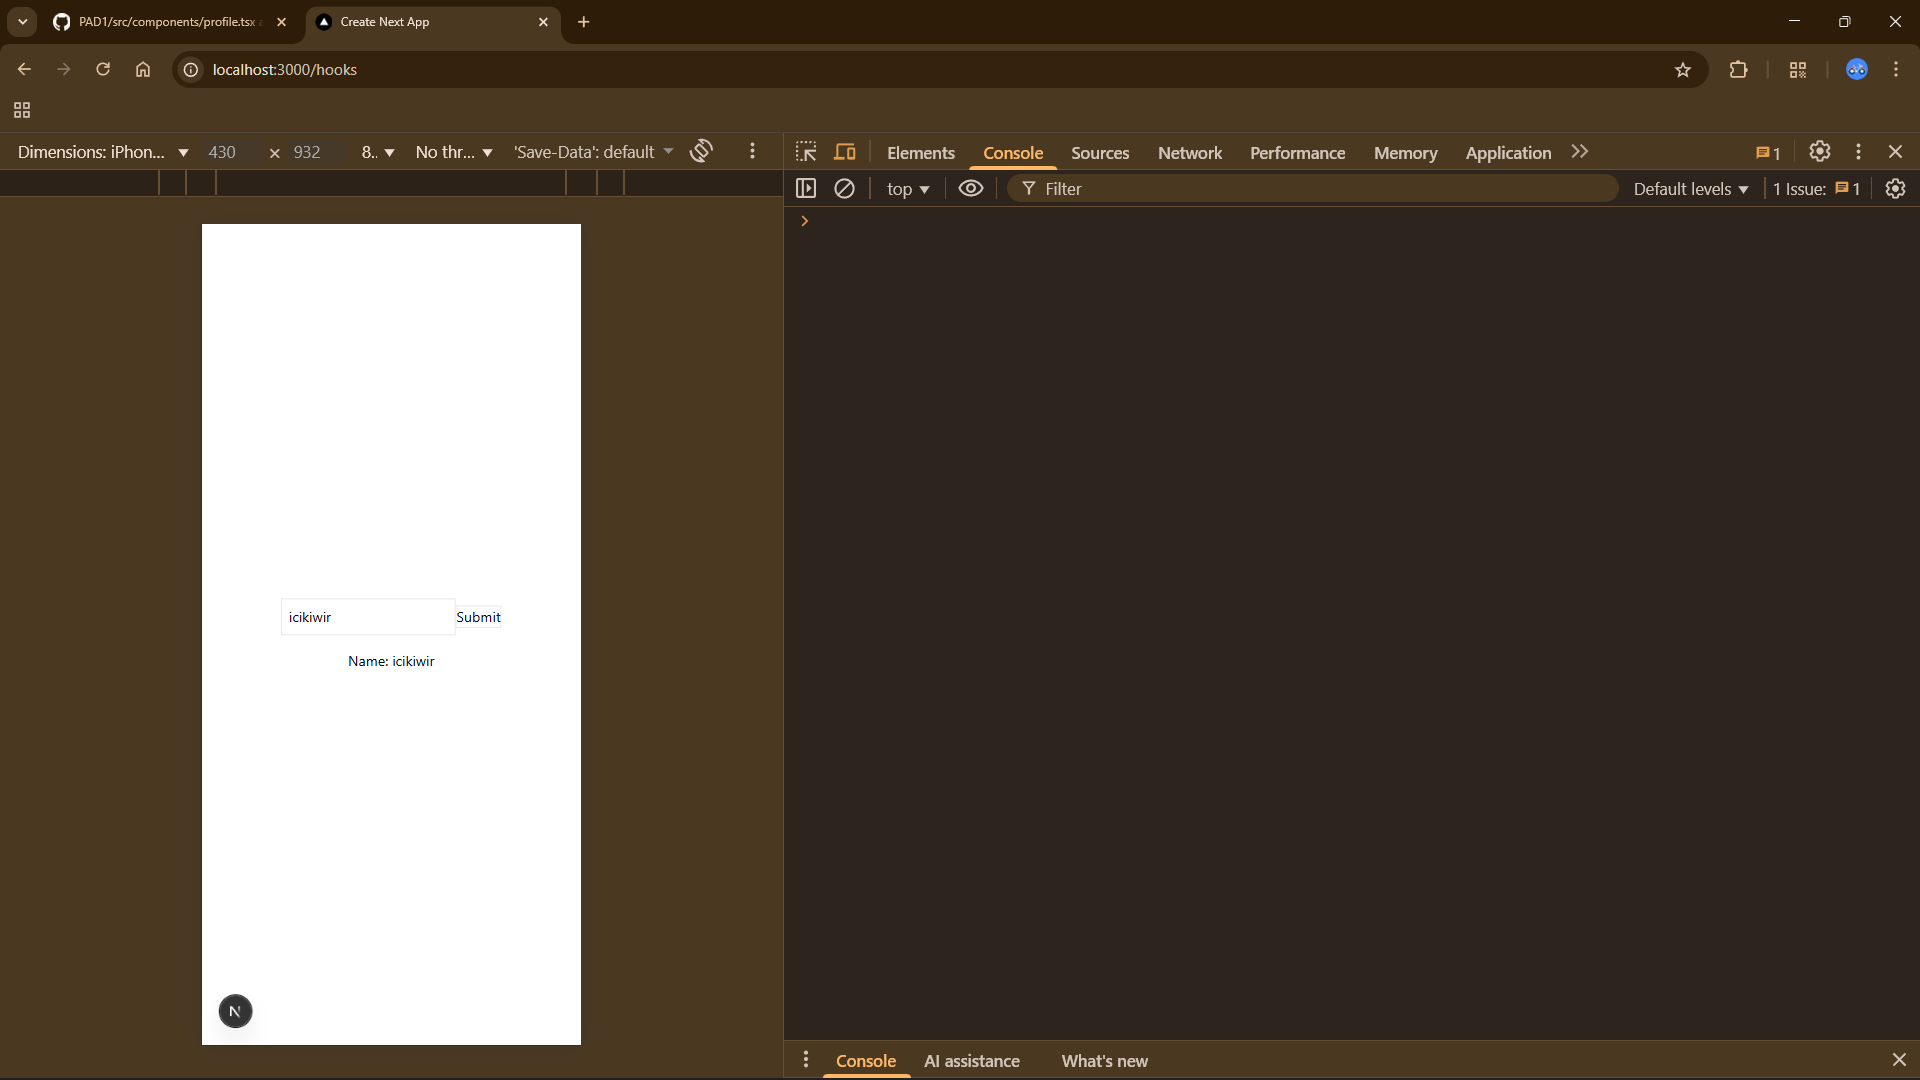 PAD1/src/components/profile.tsx
Create Next App
localhost:3000/hooks
Dimensions: iPhon... 430 × 932 8.. No thr... 'Save-Data': default
Elements Console Sources Network Performance Memory Application 1
top Filter Default levels 1 Issue: 1
icikiwir Submit
Name: icikiwir
N
Console AI assistance What's new